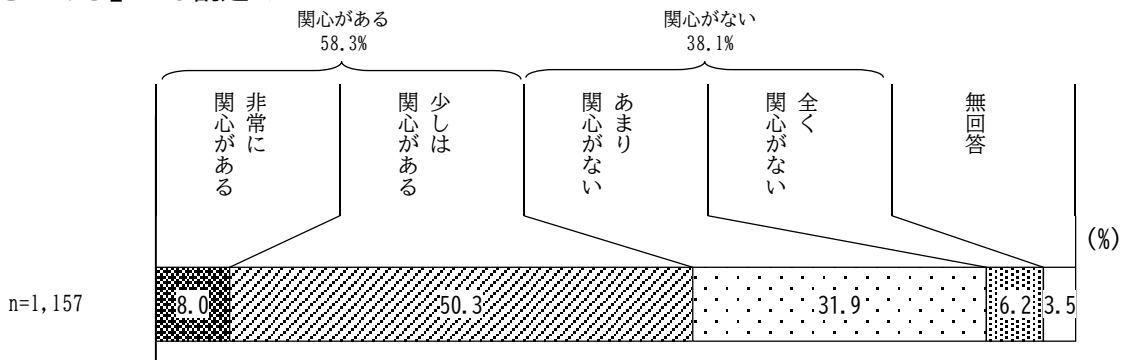 関心がある
58.3%
関心がない
38.1%
非常に
関心がある
少しは
関心がある
あまり
関心がない
全く
関心がない
無回答
(%)
n=1,157
8.0
50.3
31.9
6.2
3.5